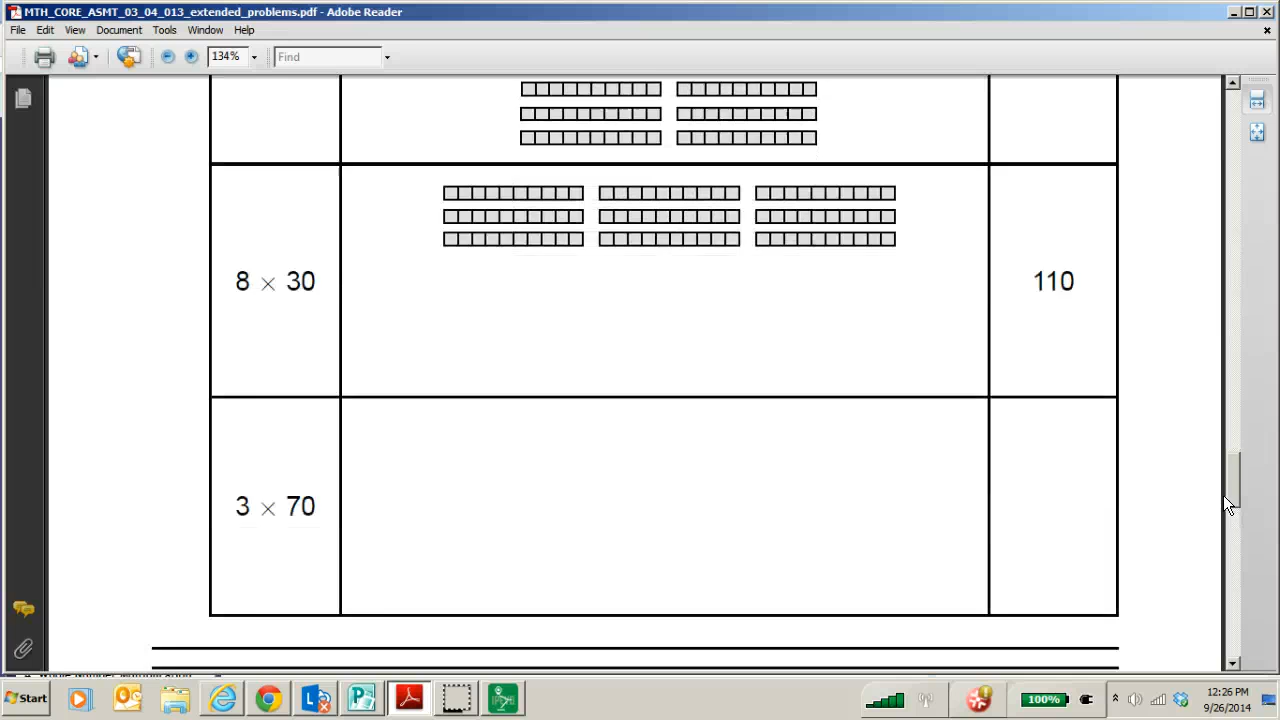 MTH_CORE_ASMT_03_04_013_extended_problems.pdf - Adobe Reader
File Edit View Document Tools Window Help
134% Find
8 × 30 110
3 × 70
Start 100% 12:26 PM
9/26/2014